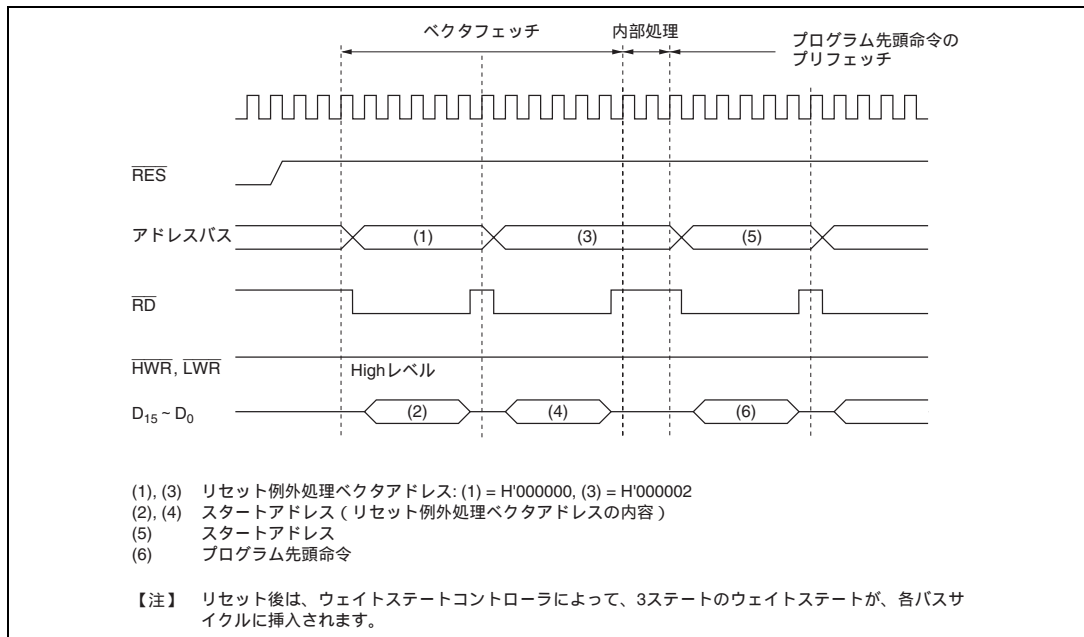 ベクタフェッチ 内部処理 プログラム先頭命令の
プリフェッチ
RES
アドレスバス (1) (3) (5)
RD
HWR, LWR Highレベル
D15 ~ D0 (2) (4) (6)
(1), (3) リセット例外処理ベクタアドレス: (1) = H'000000, (3) = H'000002
(2), (4) スタートアドレス ( リセット例外処理ベクタアドレスの内容 )
(5) スタートアドレス
(6) プログラム先頭命令
【注】 リセット後は、ウェイトステートコントローラによって、3ステートのウェイトステートが、各バスサ
イクルに挿入されます。